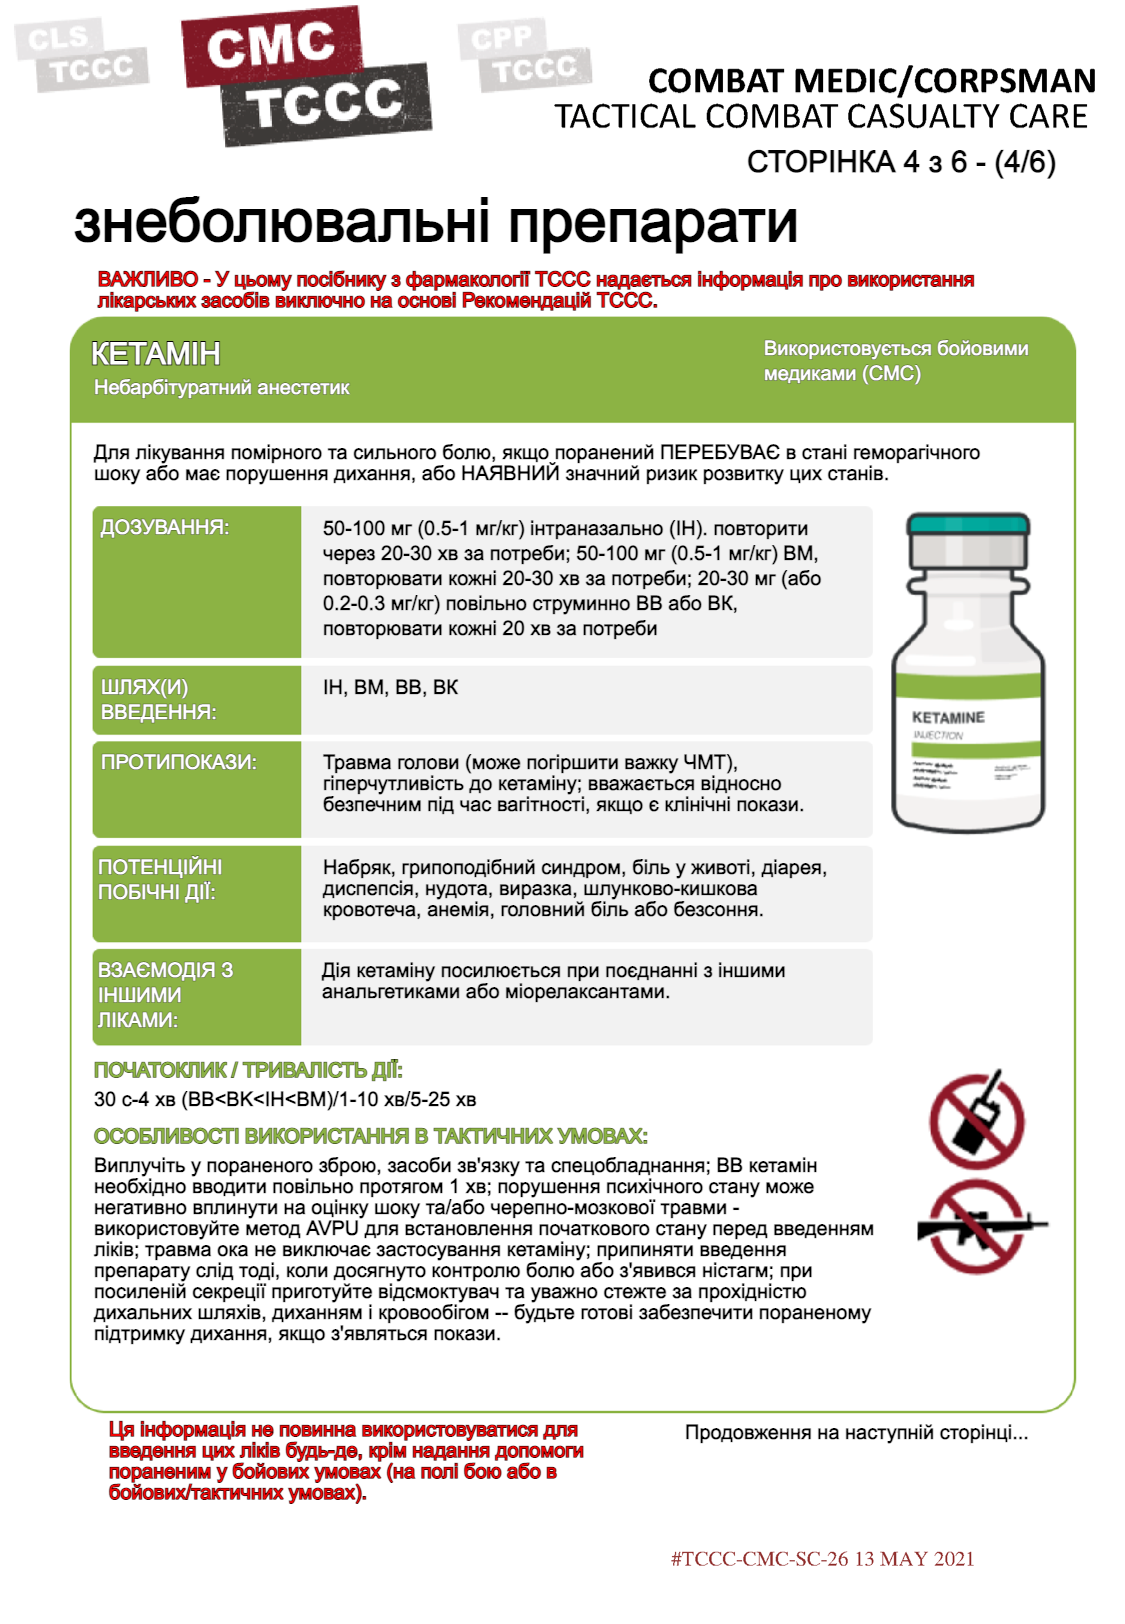 CLS
TCCC
CMC
TCCC
CPP
TCCC
COMBAT MEDIC/CORPSMAN
TACTICAL COMBAT CASUALTY CARE
СТОРІНКА 4 з 6 - (4/6)
знеболювальні препарати
ВАЖЛИВО - У цьому посібнику з фармакології ТССС надається інформація про використання
лікарських засобів виключно на основі Рекомендацій ТССС.
КЕТАМІН
Небарбітуратний анестетик
Використовується бойовими
медиками (СМС)
Для лікування помірного та сильного болю, якщо поранений ПЕРЕБУВАЄ в стані геморагічного
шоку або має порушення дихання, або НАЯВНИЙ значний ризик розвитку цих станів.
ДОЗУВАННЯ:
50-100 мг (0.5-1 мг/кг) інтраназально (ІН). повторити
через 20-30 хв за потреби; 50-100 мг (0.5-1 мг/кг) ВМ,
повторювати кожні 20-30 хв за потреби; 20-30 мг (або
0.2-0.3 мг/кг) повільно струминно ВВ або ВК,
повторювати кожні 20 хв за потреби
ШЛЯХ(И)
ВВЕДЕННЯ:
ІН, ВМ, ВВ, ВК
ПРОТИПОКАЗИ:
Травма голови (може погіршити важку ЧМТ),
гіперчутливість до кетаміну; вважається відносно
безпечним під час вагітності, якщо є клінічні покази.
ПОТЕНЦІЙНІ
ПОБІЧНІ ДІЇ:
Набряк, грипоподібний синдром, біль у животі, діарея,
диспепсія, нудота, виразка, шлунково-кишкова
кровотеча, анемія, головний біль або безсоння.
ВЗАЄМОДІЯ З
ІНШИМИ
ЛІКАМИ:
Дія кетаміну посилюється при поєднанні з іншими
анальгетиками або міорелаксантами.
KETAMINE
INJECTION
ПОЧАТОКЛИК / ТРИВАЛІСТЬ ДІЇ:
30 с-4 хв (ВВ<ВК<ІН<ВМ)/1-10 хв/5-25 хв
ОСОБЛИВОСТІ ВИКОРИСТАННЯ В ТАКТИЧНИХ УМОВАХ:
Виплучіть у пораненого зброю, засоби зв'язку та спецобладнання; ВВ кетамін
необхідно вводити повільно протягом 1 хв; порушення психічного стану може
негативно вплинути на оцінку шоку та/або черепно-мозкової травми -
використовуйте метод AVPU для встановлення початкового стану перед введенням
ліків; травма ока не виключає застосування кетаміну; припиняти введення
препарату слід тоді, коли досягнуто контролю болю або з'явився ністагм; при
посиленій секреції приготуйте відсмоктувач та уважно стежте за прохідністю
дихальних шляхів, диханням і кровообігом -- будьте готові забезпечити пораненому
підтримку дихання, якщо з'являться покази.
Ця інформація не повинна використовуватися для
введення цих ліків будь-де, крім надання допомоги
пораненим у бойових умовах (на полі бою або в
бойових/тактичних умовах).
Продовження на наступній сторінці...
#TCCC-CMC-SC-26 13 MAY 2021